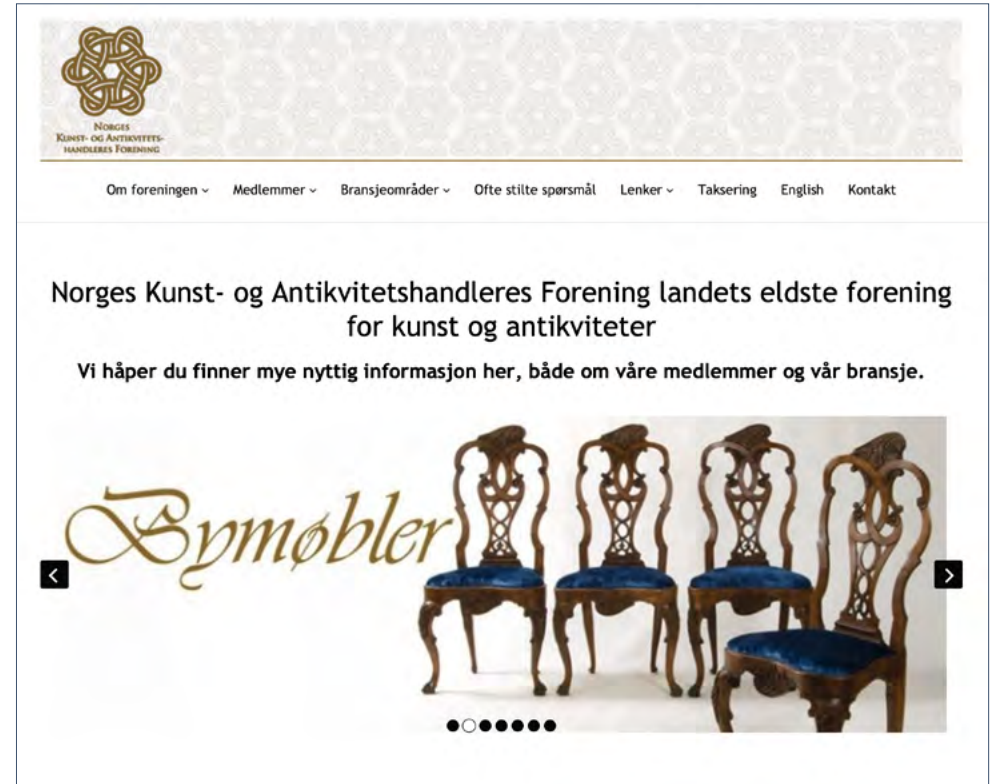 NORGES
KUNST- OG ANTIKVITETS-
HANDLERES FORENING
Om foreningen
Medlemmer
Bransjeområder
Ofte stilte spørsmål
Lenker
Taksering
English
Kontakt
Norges Kunst- og Antikvitetshandleres Forening landets eldste forening
for kunst og antikviteter
Vi håper du finner mye nyttig informasjon her, både om våre medlemmer og vår bransje.
Bymøbler